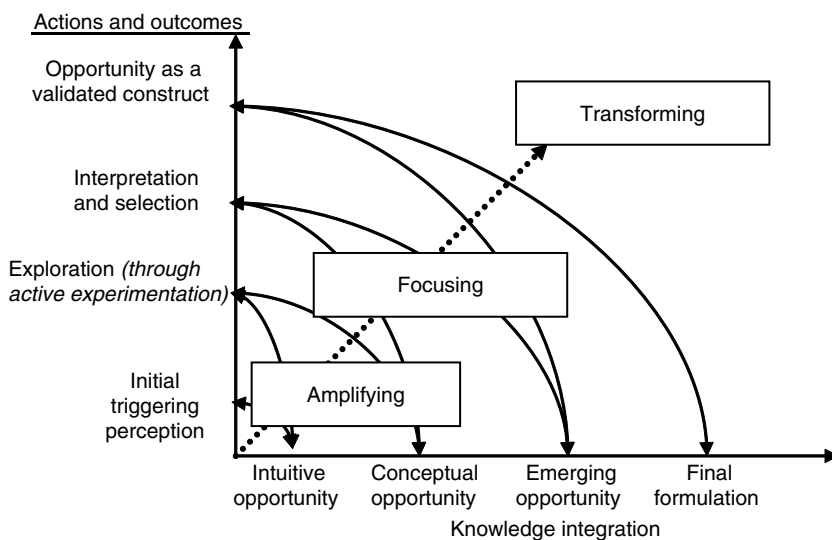 Actions and outcomes
Opportunity as a
validated construct
Transforming
Interpretation
and selection
Exploration (through
active experimentation)
Focusing
Initial
triggering
perception
Amplifying
Intuitive
opportunity
Conceptual
opportunity
Emerging
opportunity
Final
formulation
Knowledge integration